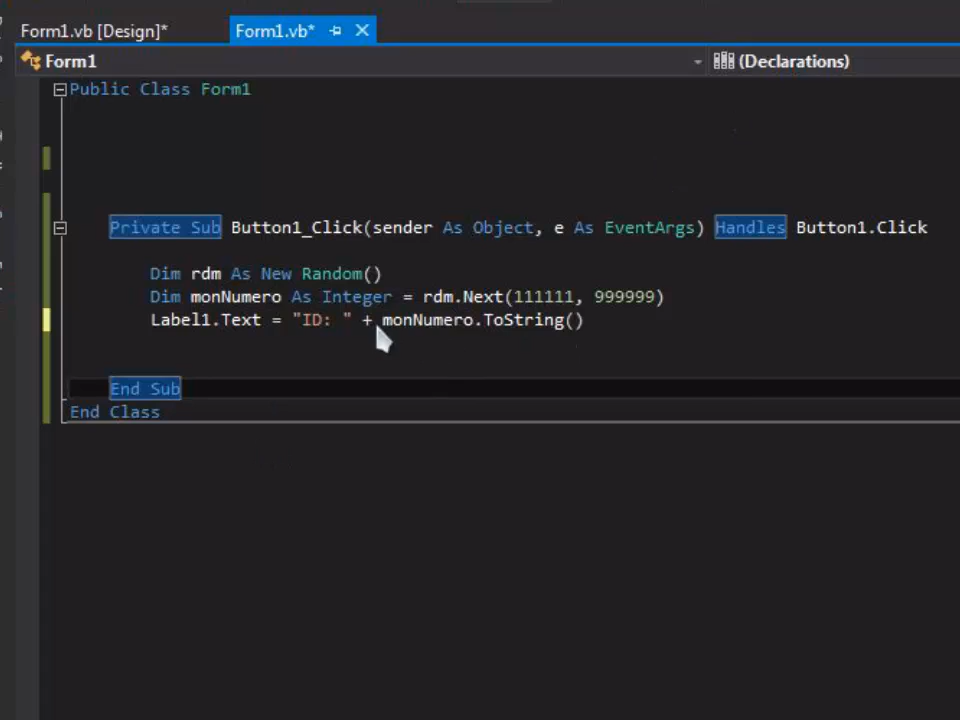 Form1.vb [Design]*
Form1.vb*
Form1
(Declarations)
Public Class Form1
Private Sub Button1_Click(sender As Object, e As EventArgs) Handles Button1.Click
Dim rdm As New Random()
Dim monNumero As Integer = rdm.Next(111111, 999999)
Label1.Text = "ID: " + monNumero.ToString()
End Sub
End Class